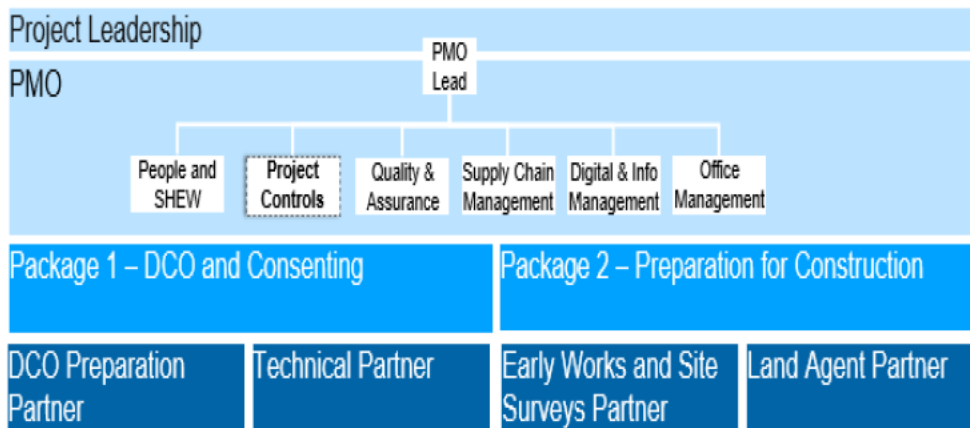 Project Leadership
PMO
Lead
PMO
People and
SHEW
Project
Controls
Quality &
Assurance
Supply Chain
Management
Digital & Info
Management
Office
Management
Package 1 – DCO and Consenting
Package 2 – Preparation for Construction
DCO Preparation
Partner
Technical Partner
Early Works and Site
Surveys Partner
Land Agent Partner